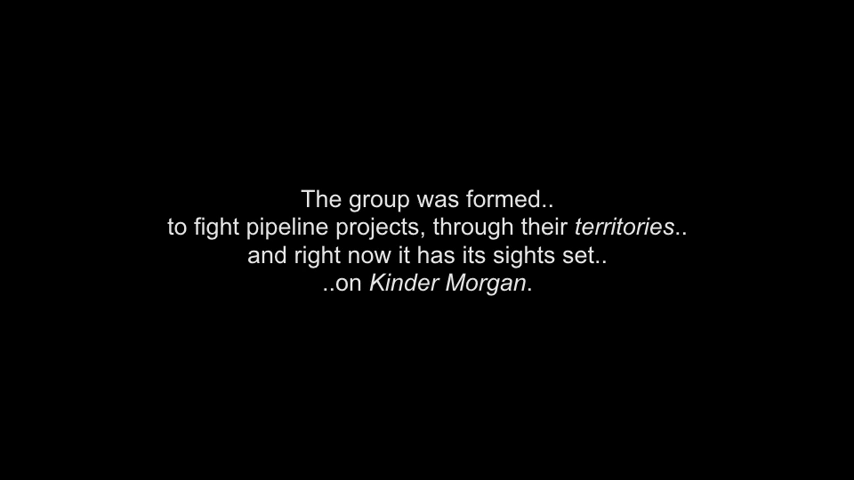 The group was formed..
to fight pipeline projects, through their territories..
and right now it has its sights set..
..on Kinder Morgan.